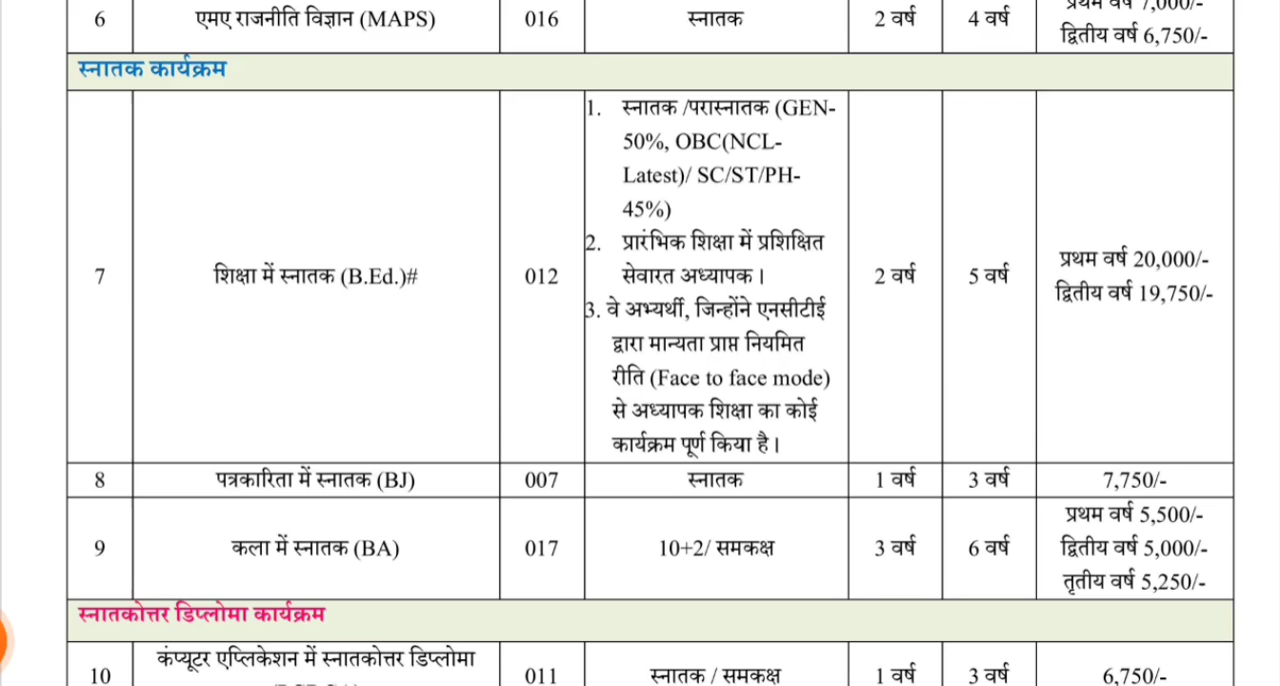 6 एमए राजनीति विज्ञान (MAPS) 016 स्नातक 2 वर्ष 4 वर्ष प्रथम वर्ष 7,000/-
द्वितीय वर्ष 6,750/-
स्नातक कार्यक्रम
7 शिक्षा में स्नातक (B.Ed.)# 012
1. स्नातक /परास्नातक (GEN-
50%, OBC(NCL-
Latest)/ SC/ST/PH-
45%)
2. प्रारंभिक शिक्षा में प्रशिक्षित
सेवारत अध्यापक।
3. वे अभ्यर्थी, जिन्होंने एनसीटीई
द्वारा मान्यता प्राप्त नियमित
रीति (Face to face mode)
से अध्यापक शिक्षा का कोई
कार्यक्रम पूर्ण किया है।
2 वर्ष 5 वर्ष
प्रथम वर्ष 20,000/-
द्वितीय वर्ष 19,750/-
8 पत्रकारिता में स्नातक (BJ) 007 स्नातक 1 वर्ष 3 वर्ष 7,750/-
9 कला में स्नातक (BA) 017 10+2/ समकक्ष 3 वर्ष 6 वर्ष
प्रथम वर्ष 5,500/-
द्वितीय वर्ष 5,000/-
तृतीय वर्ष 5,250/-
स्नातकोत्तर डिप्लोमा कार्यक्रम
10 कंप्यूटर एप्लिकेशन में स्नातकोत्तर डिप्लोमा 011 स्नातक / समकक्ष 1 वर्ष 3 वर्ष 6,750/-